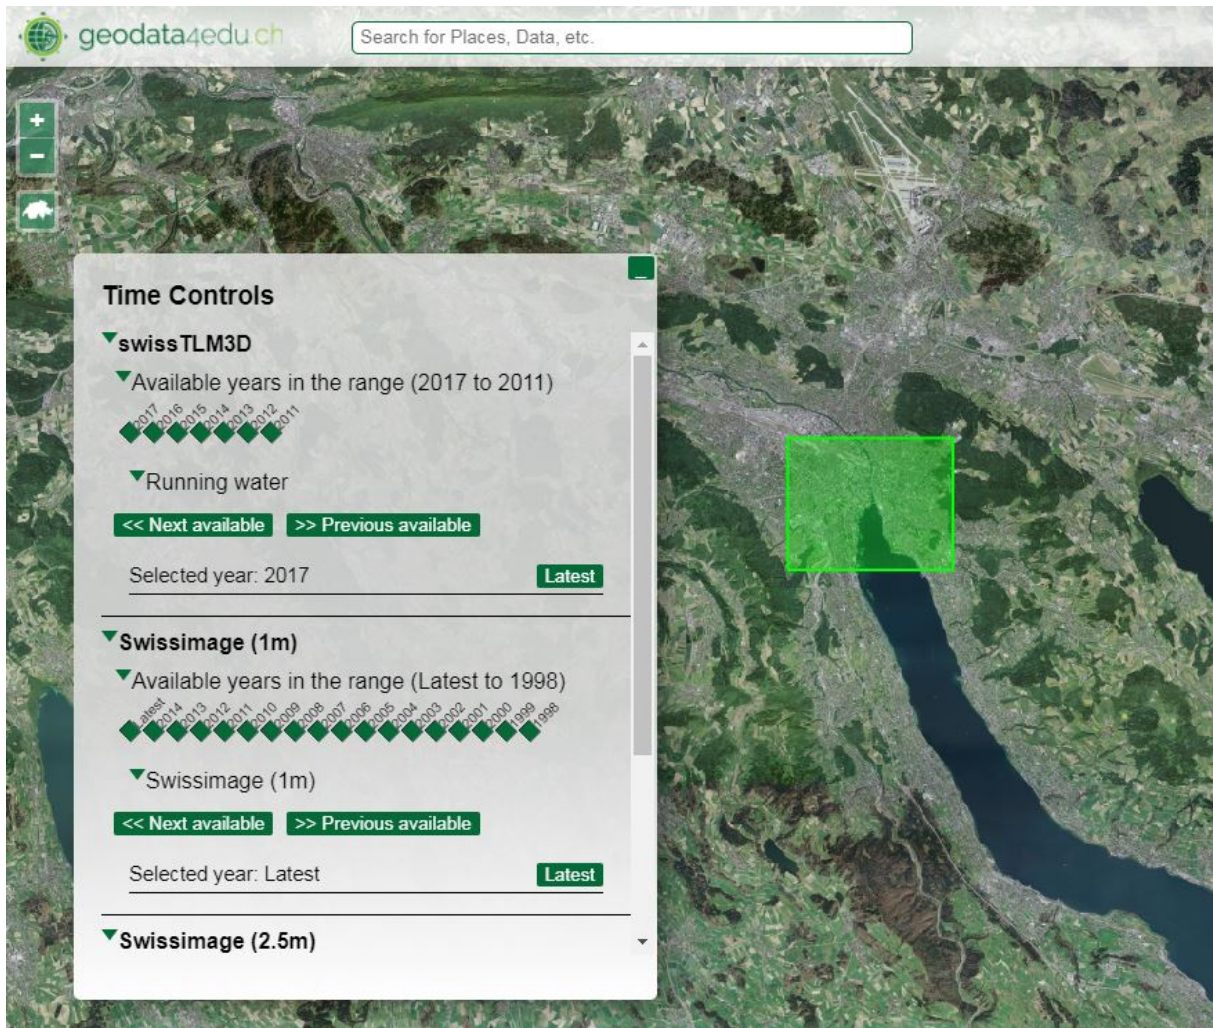 geodata4edu.ch
Search for Places, Data, etc.
+
−
_
Time Controls
swissTLM3D
Available years in the range (2017 to 2011)
2017 2016 2015 2014 2013 2012 2011
Running water
<< Next available >> Previous available
Selected year: 2017 Latest
Swissimage (1m)
Available years in the range (Latest to 1998)
Latest 2014 2013 2012 2011 2010 2009 2008 2007 2006 2005 2004 2003 2002 2001 2000 1999 1998
Swissimage (1m)
<< Next available >> Previous available
Selected year: Latest Latest
Swissimage (2.5m)